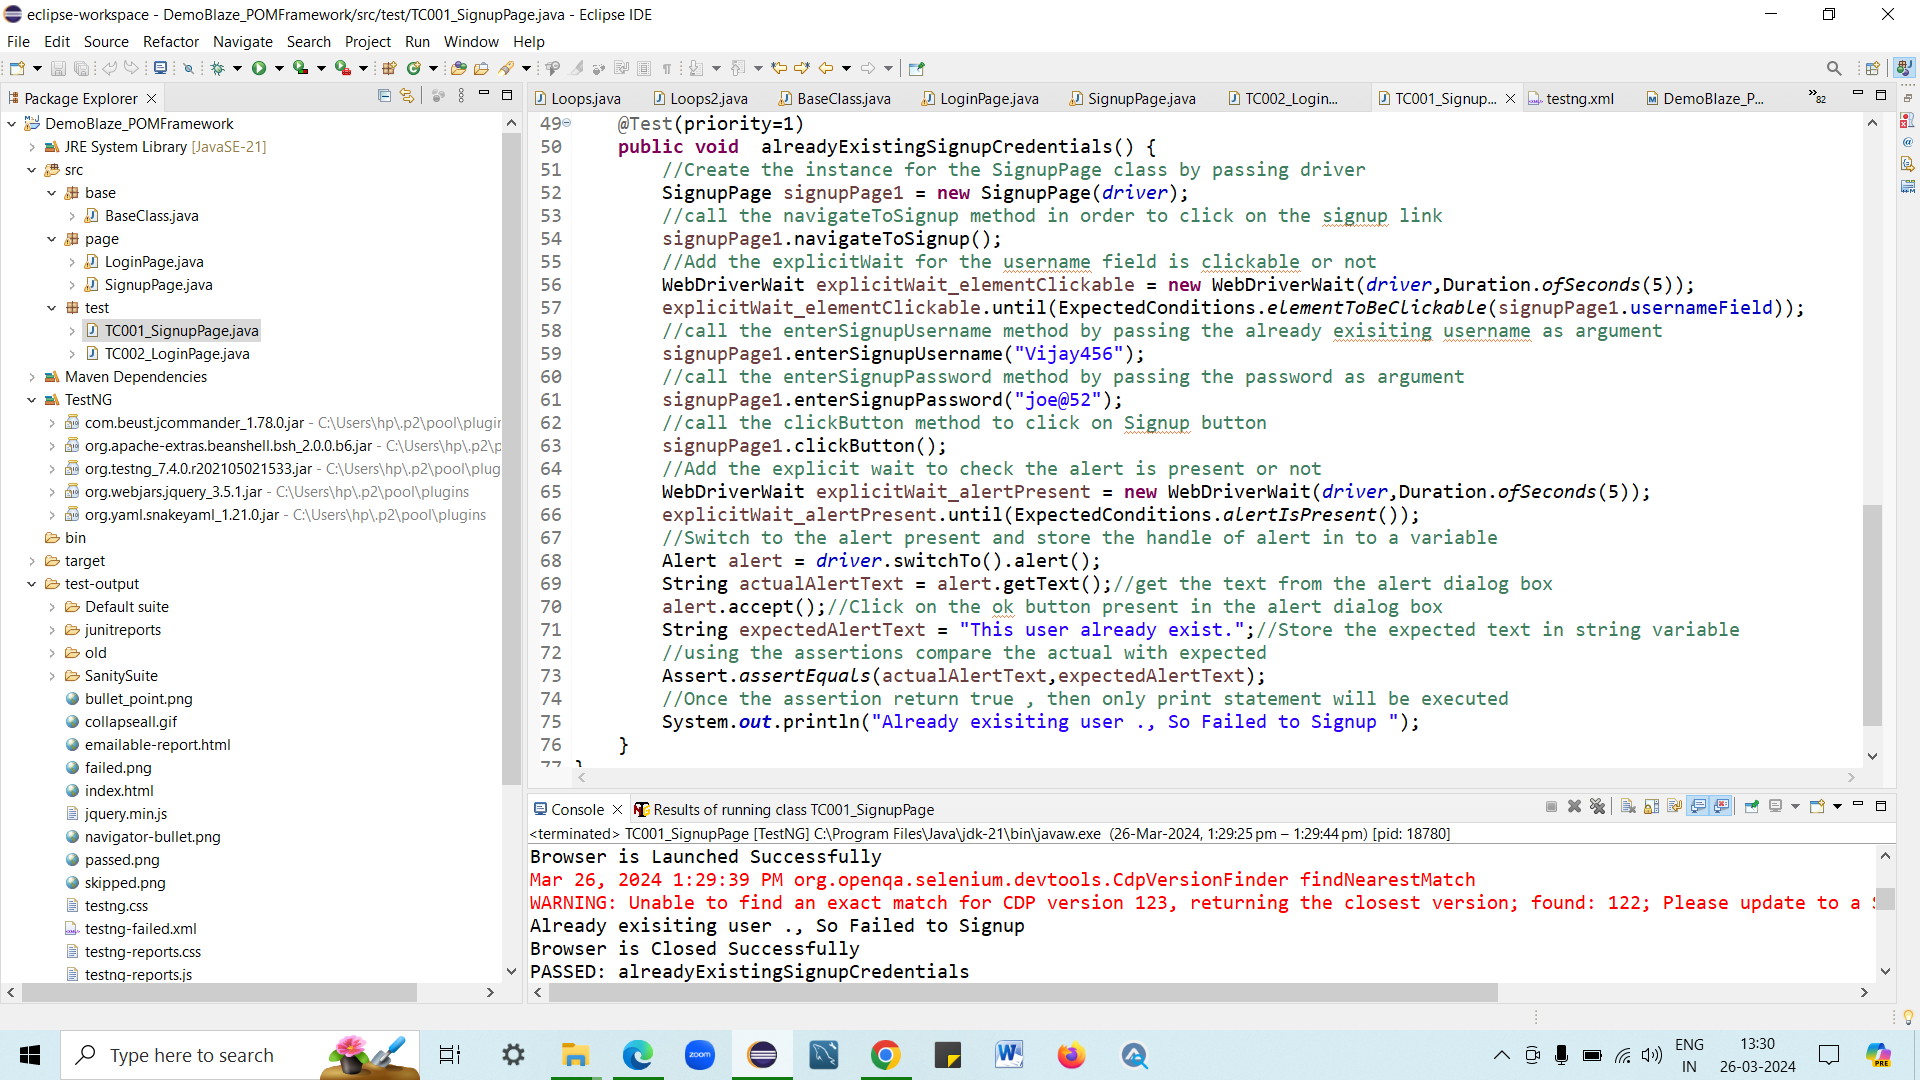 eclipse-workspace - DemoBlaze_POMFramework/src/test/TC001_SignupPage.java - Eclipse IDE
File Edit Source Refactor Navigate Search Project Run Window Help
Package Explorer
DemoBlaze_POMFramework
JRE System Library [JavaSE-21]
src
base
BaseClass.java
page
LoginPage.java
SignupPage.java
test
TC001_SignupPage.java
TC002_LoginPage.java
Maven Dependencies
TestNG
com.beust.jcommander_1.78.0.jar - C:\Users\hp\.p2\pool\plugin
org.apache-extras.beanshell.bsh_2.0.0.b6.jar - C:\Users\hp\.p2\p
org.testng_7.4.0.r202105021533.jar - C:\Users\hp\.p2\pool\plug
org.webjars.jquery_3.5.1.jar - C:\Users\hp\.p2\pool\plugins
org.yaml.snakeyaml_1.21.0.jar - C:\Users\hp\.p2\pool\plugins
bin
target
test-output
Default suite
junitreports
old
SanitySuite
bullet_point.png
collapseall.gif
emailable-report.html
failed.png
index.html
jquery.min.js
navigator-bullet.png
passed.png
skipped.png
testng.css
testng-failed.xml
testng-reports.css
testng-reports.js
Loops.java Loops2.java BaseClass.java LoginPage.java SignupPage.java TC002_Login... TC001_Signup... testng.xml DemoBlaze_P... »82
49 @Test(priority=1)
50 public void  alreadyExistingSignupCredentials() {
51 //Create the instance for the SignupPage class by passing driver
52 SignupPage signupPage1 = new SignupPage(driver);
53 //call the navigateToSignup method in order to click on the signup link
54 signupPage1.navigateToSignup();
55 //Add the explicitWait for the username field is clickable or not
56 WebDriverWait explicitWait_elementClickable = new WebDriverWait(driver,Duration.ofSeconds(5));
57 explicitWait_elementClickable.until(ExpectedConditions.elementToBeClickable(signupPage1.usernameField));
58 //call the enterSignupUsername method by passing the already exisiting username as argument
59 signupPage1.enterSignupUsername("Vijay456");
60 //call the enterSignupPassword method by passing the password as argument
61 signupPage1.enterSignupPassword("joe@52");
62 //call the clickButton method to click on Signup button
63 signupPage1.clickButton();
64 //Add the explicit wait to check the alert is present or not
65 WebDriverWait explicitWait_alertPresent = new WebDriverWait(driver,Duration.ofSeconds(5));
66 explicitWait_alertPresent.until(ExpectedConditions.alertIsPresent());
67 //Switch to the alert present and store the handle of alert in to a variable
68 Alert alert = driver.switchTo().alert();
69 String actualAlertText = alert.getText();//get the text from the alert dialog box
70 alert.accept();//Click on the ok button present in the alert dialog box
71 String expectedAlertText = "This user already exist.";//Store the expected text in string variable
72 //using the assertions compare the actual with expected
73 Assert.assertEquals(actualAlertText,expectedAlertText);
74 //Once the assertion return true , then only print statement will be executed
75 System.out.println("Already exisiting user ., So Failed to Signup ");
76 }
77 }
Console Results of running class TC001_SignupPage
<terminated> TC001_SignupPage [TestNG] C:\Program Files\Java\jdk-21\bin\javaw.exe  (26-Mar-2024, 1:29:25 pm – 1:29:44 pm) [pid: 18780]
Browser is Launched Successfully
Mar 26, 2024 1:29:39 PM org.openqa.selenium.devtools.CdpVersionFinder findNearestMatch
WARNING: Unable to find an exact match for CDP version 123, returning the closest version; found: 122; Please update to a S
Already exisiting user ., So Failed to Signup
Browser is Closed Successfully
PASSED: alreadyExistingSignupCredentials
Type here to search
zoom
ENG
IN
13:30
26-03-2024
PRE